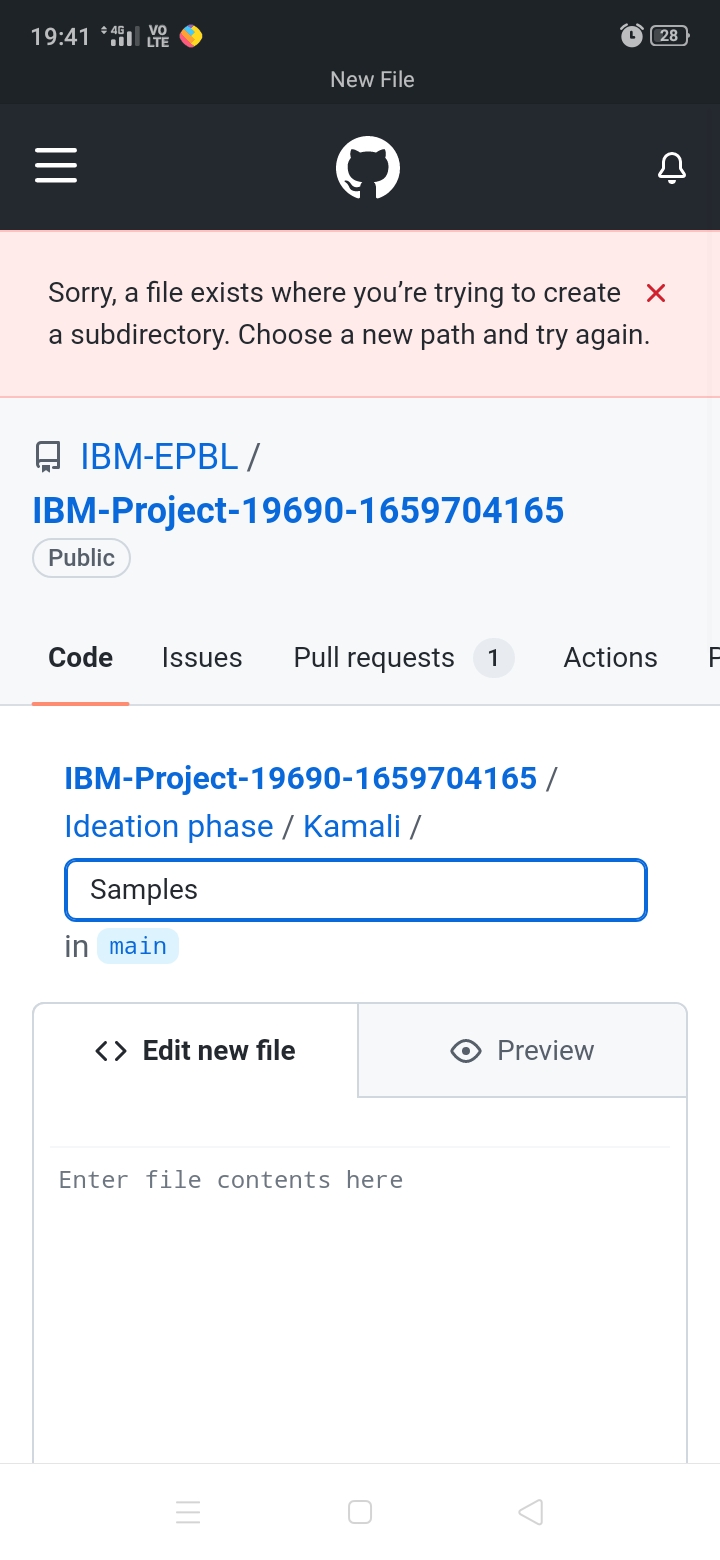 19:41 4G VO LTE 28
New File
Sorry, a file exists where you’re trying to create
a subdirectory. Choose a new path and try again.
IBM-EPBL /
IBM-Project-19690-1659704165
Public
Code Issues Pull requests 1 Actions P
IBM-Project-19690-1659704165 /
Ideation phase / Kamali /
Samples
in main
Edit new file Preview
Enter file contents here